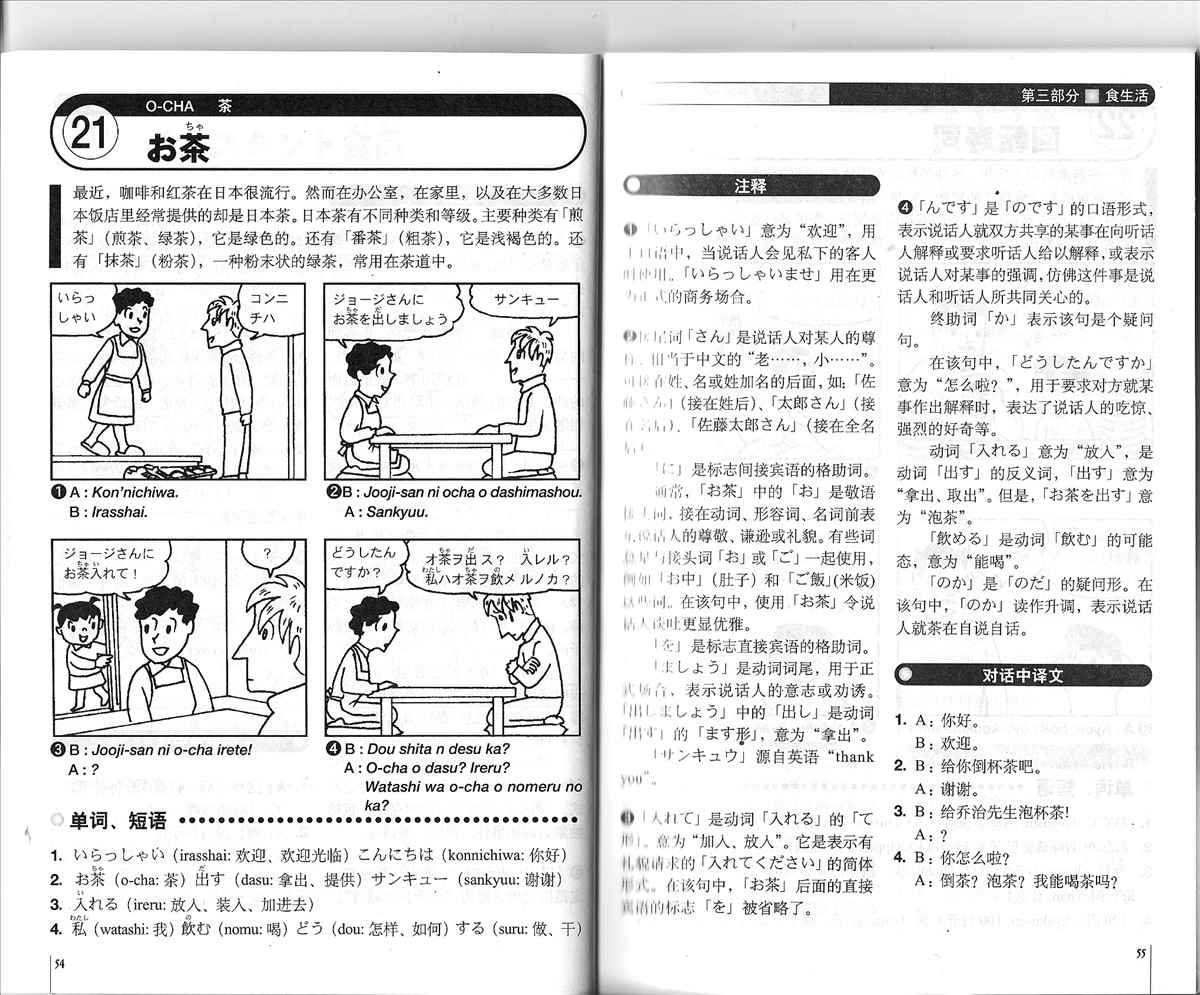 O-CHA 茶
21
ちゃ
お茶
最近，咖啡和红茶在日本很流行。然而在办公室，在家里，以及在大多数日
本饭店里经常提供的却是日本茶。日本茶有不同种类和等级。主要种类有「煎
茶」（煎茶、绿茶），它是绿色的。还有「番茶」（粗茶），它是浅褐色的。还
有「抹茶」（粉茶），一种粉末状的绿茶，常用在茶道中。
いらっ
しゃい
コンニ
チハ
❶ A : Kon'nichiwa.
B : Irasshai.
ジョージさんに
お茶を出しましょう
サンキュー
❷ B : Jooji-san ni ocha o dashimashou.
A : Sankyuu.
ジョージさんに
お茶入れて！
？
❸ B : Jooji-san ni o-cha irete!
A : ?
どうしたん
ですか？
オ茶ヲ出ス？ 入レル？
私ハオ茶ヲ飲メルノカ？
❹ B : Dou shita n desu ka?
A : O-cha o dasu? Ireru?
Watashi wa o-cha o nomeru no
ka?
单词、短语
1. いらっしゃい（irasshai: 欢迎、欢迎光临）こんにちは（konnichiwa: 你好）
2. お茶（o-cha: 茶）出す（dasu: 拿出、提供）サンキュー（sankyuu: 谢谢）
3. 入れる（ireru: 放人、装人、加进去）
4. 私（watashi: 我）飲む（nomu: 喝）どう（dou: 怎样、如何）する（suru: 做、干）
54
第三部分 食生活
注释
「いらっしゃい」意为“欢迎”，用
口语中，当说话人会见私下的客人
时使用。「いらっしゃいませ」用在更
为正式的商务场合。
接尾词「さん」是说话人对某人的尊
称，相当于中文的“老……，小……”。
可接在姓、名或姓加名的后面，如:「佐
藤さん」（接在姓后）、「太郎さん」（接
在名后）、「佐藤太郎さん」（接在全名
「に」是标志间接宾语的格助词。
通常，「お茶」中的「お」是敬语
接头词，接在动词、形容词、名词前表
示说话人的尊敬、谦逊或礼貌。有些词
总是与接头词「お」或「ご」一起使用，
例如「お中」（肚子）和「ご飯」(米饭)
这些词。在该句中，使用「お茶」令说
话人谈吐更显优雅。
「を」是标志直接宾语的格助词。
「ましょう」是动词词尾，用于正
式场合，表示说话人的意志或劝诱。
「出しましょう」中的「出し」是动词
「出す」的「ます形」，意为“拿出”。
「サンキュウ」源自英语“thank
you”。
「入れて」是动词「入れる」的「て
形」。意为“加人、放人”。它是表示有
礼貌请求的「入れてください」的简体
形式。在该句中，「お茶」后面的直接
宾语的标志「を」被省略了。
❹「んです」是「のです」的口语形式，
表示说话人就双方共享的某事在向听话
人解释或要求听话人给以解释，或表示
说话人对某事的强调，仿佛这件事是说
话人和听话人所共同关心的。
终助词「か」表示该句是个疑问
句。
在该句中，「どうしたんですか」
意为“怎么啦？”，用于要求对方就某
事作出解释时，表达了说话人的吃惊、
强烈的好奇等。
动词「入れる」意为“放人”，是
动词「出す」的反义词，「出す」意为
“拿出、取出”。但是，「お茶を出す」意
为“泡茶”。
「飲める」是动词「飲む」的可能
态，意为“能喝”。
「のか」是「のだ」的疑问形。在
该句中，「のか」读作升调，表示说话
人就茶在自说自话。
对话中译文
1. A: 你好。
B: 欢迎。
2. B: 给你倒杯茶吧。
A: 谢谢。
3. B: 给乔治先生泡杯茶!
A: ?
4. B: 你怎么啦?
A: 倒茶? 泡茶? 我能喝茶吗?
55